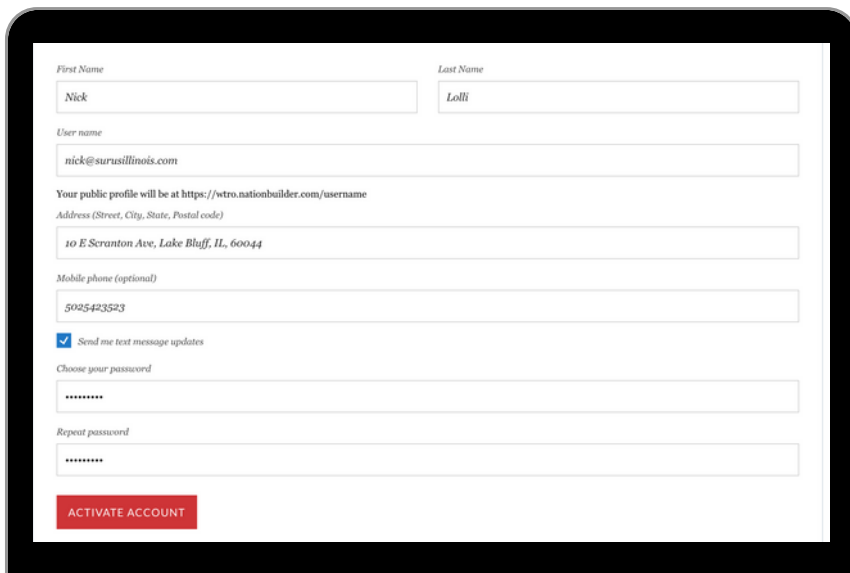 First Name Last Name
Nick Lolli
User name
nick@surusillinois.com
Your public profile will be at https://wtro.nationbuilder.com/username
Address (Street, City, State, Postal code)
10 E Scranton Ave, Lake Bluff, IL, 60044
Mobile phone (optional)
5025423523
Send me text message updates
Choose your password
•••••••••
Repeat password
•••••••••
ACTIVATE ACCOUNT